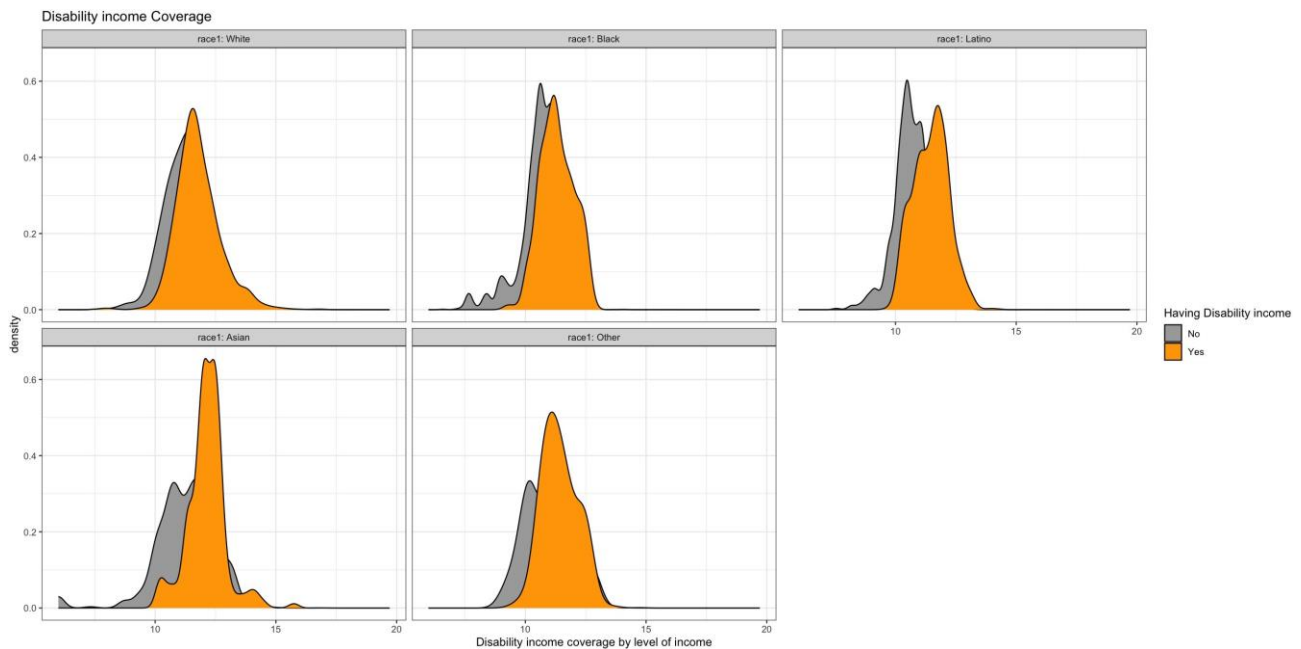 Disability income Coverage
race1: White
race1: Black
race1: Latino
0.6
0.4
0.2
0.0
10
15
20
race1: Asian
race1: Other
0.6
0.4
0.2
0.0
10
15
20
10
15
20
density
Disability income coverage by level of income
Having Disability income
No
Yes